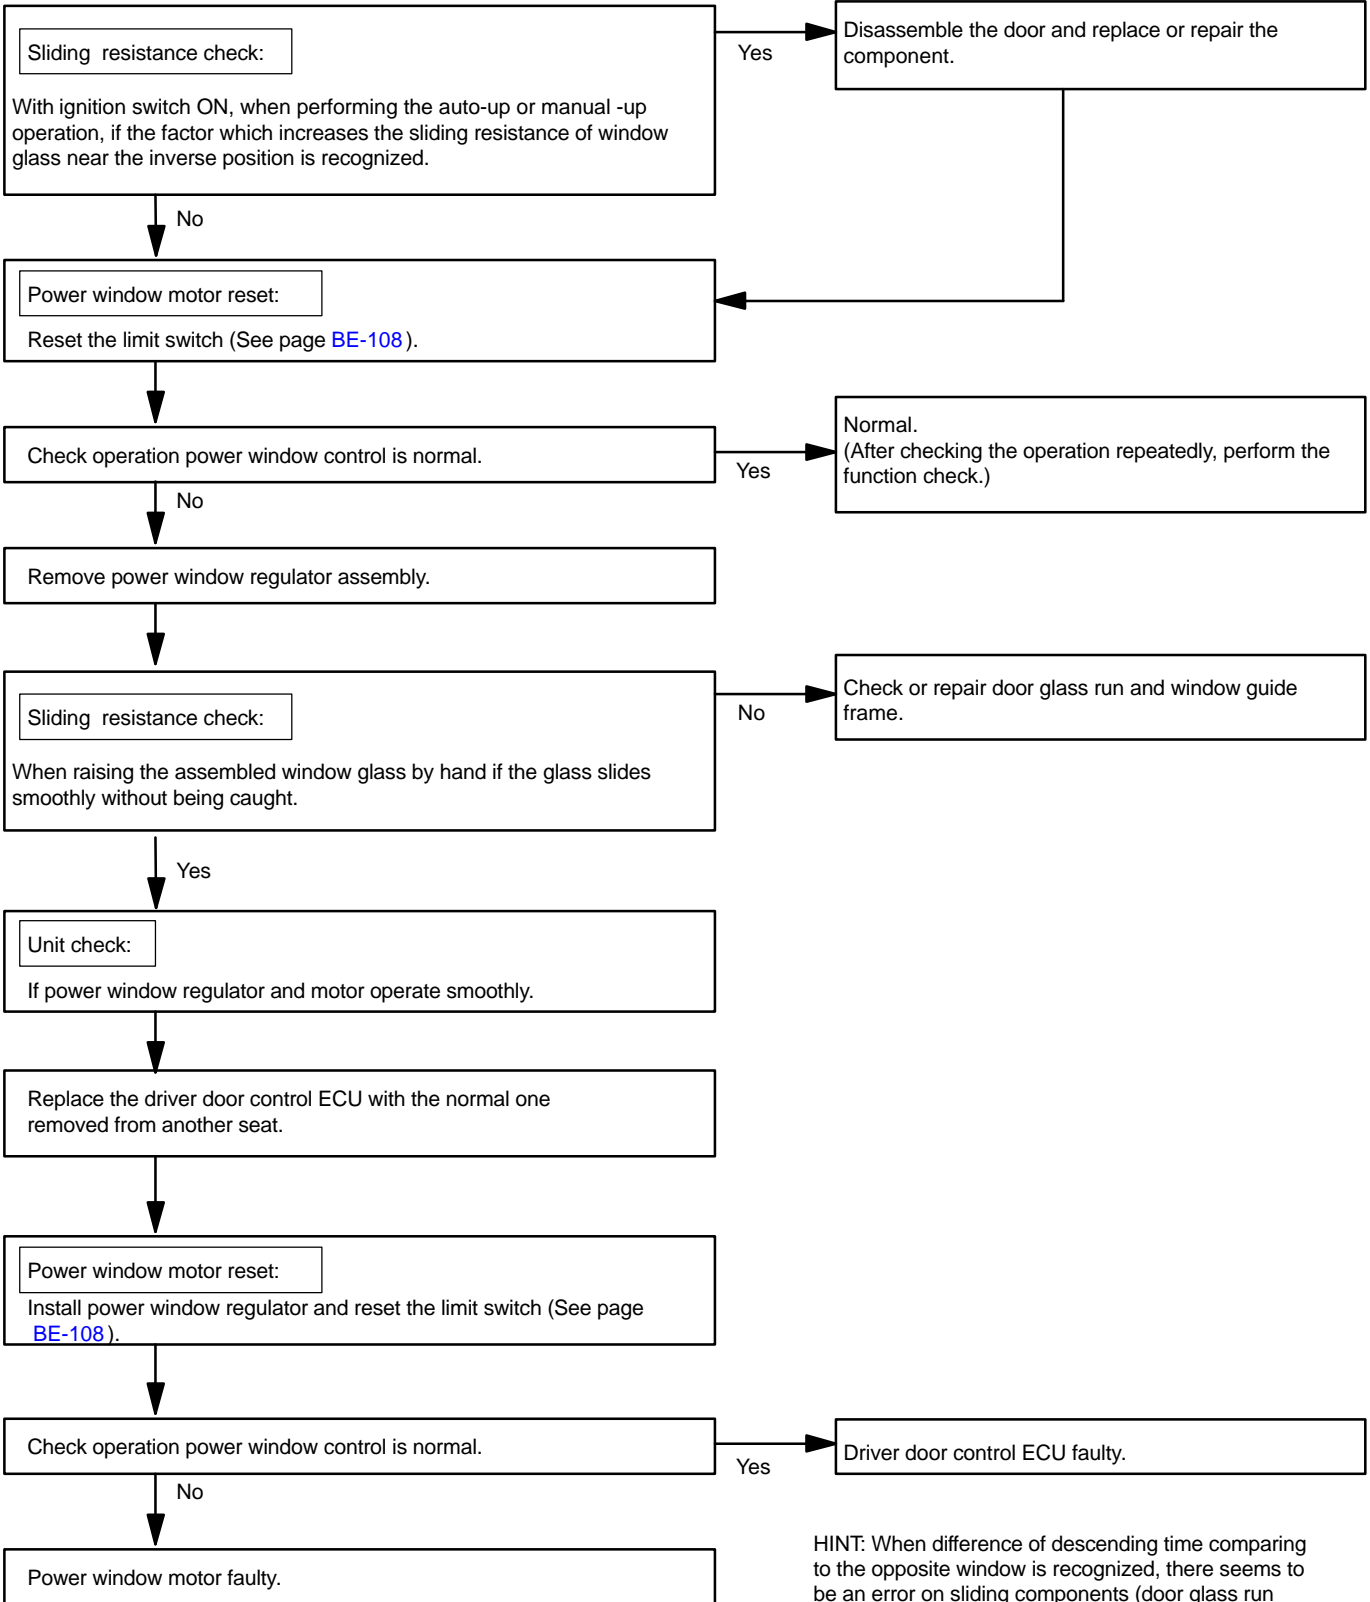 Sliding resistance check:
With ignition switch ON, when performing the auto-up or manual -up
operation, if the factor which increases the sliding resistance of window
glass near the inverse position is recognized.
Yes
Disassemble the door and replace or repair the
component.
No
Power window motor reset:
Reset the limit switch (See page BE-108).
Check operation power window control is normal.
Yes
Normal.
(After checking the operation repeatedly, perform the
function check.)
No
Remove power window regulator assembly.
Sliding resistance check:
When raising the assembled window glass by hand if the glass slides
smoothly without being caught.
No
Check or repair door glass run and window guide
frame.
Yes
Unit check:
If power window regulator and motor operate smoothly.
Replace the driver door control ECU with the normal one
removed from another seat.
Power window motor reset:
Install power window regulator and reset the limit switch (See page
BE-108).
Check operation power window control is normal.
Yes
Driver door control ECU faulty.
No
Power window motor faulty.
HINT: When difference of descending time comparing
to the opposite window is recognized, there seems to
be an error on sliding components (door glass run